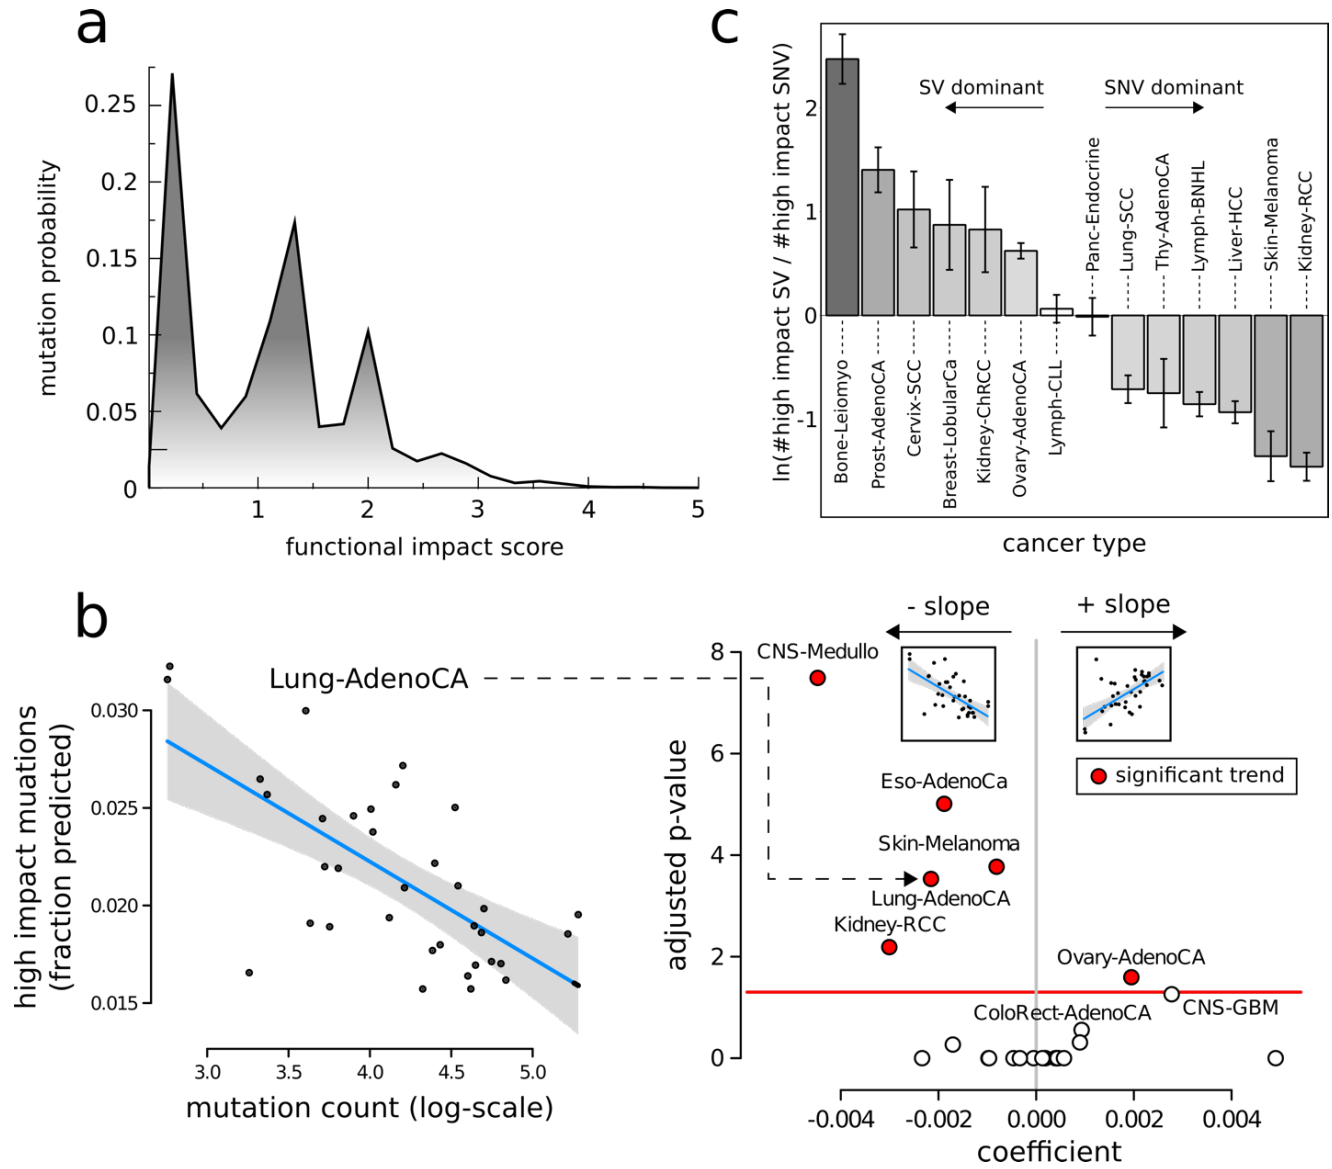 a
mutation probability
0.25
0.2
0.15
0.1
0.05
0
1
2
3
4
5
functional impact score
c
ln(#high impact SV / #high impact SNV)
2
1
0
-1
SV dominant
SNV dominant
Bone-Leiomyo
Prost-AdenoCA
Cervix-SCC
Breast-LobularCa
Kidney-ChRCC
Ovary-AdenoCA
Lymph-CLL
Panc-Endocrine
Lung-SCC
Thy-AdenoCA
Lymph-BNHL
Liver-HCC
Skin-Melanoma
Kidney-RCC
cancer type
b
Lung-AdenoCA
high impact muations
(fraction predicted)
0.030
0.025
0.020
0.015
3.0
3.5
4.0
4.5
5.0
mutation count (log-scale)
- slope
+ slope
adjusted p-value
8
6
4
2
0
CNS-Medullo
Eso-AdenoCa
Skin-Melanoma
Lung-AdenoCA
Kidney-RCC
significant trend
Ovary-AdenoCA
ColoRect-AdenoCA
CNS-GBM
-0.004
-0.002
0.000
0.002
0.004
coefficient